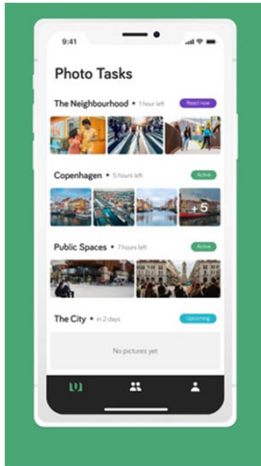 9:41
Photo Tasks
The Neighbourhood • 1 hour left React now
Copenhagen • 5 hours left Active
+5
Public Spaces • 7 hours left Active
The City • in 2 days Upcoming
No pictures yet